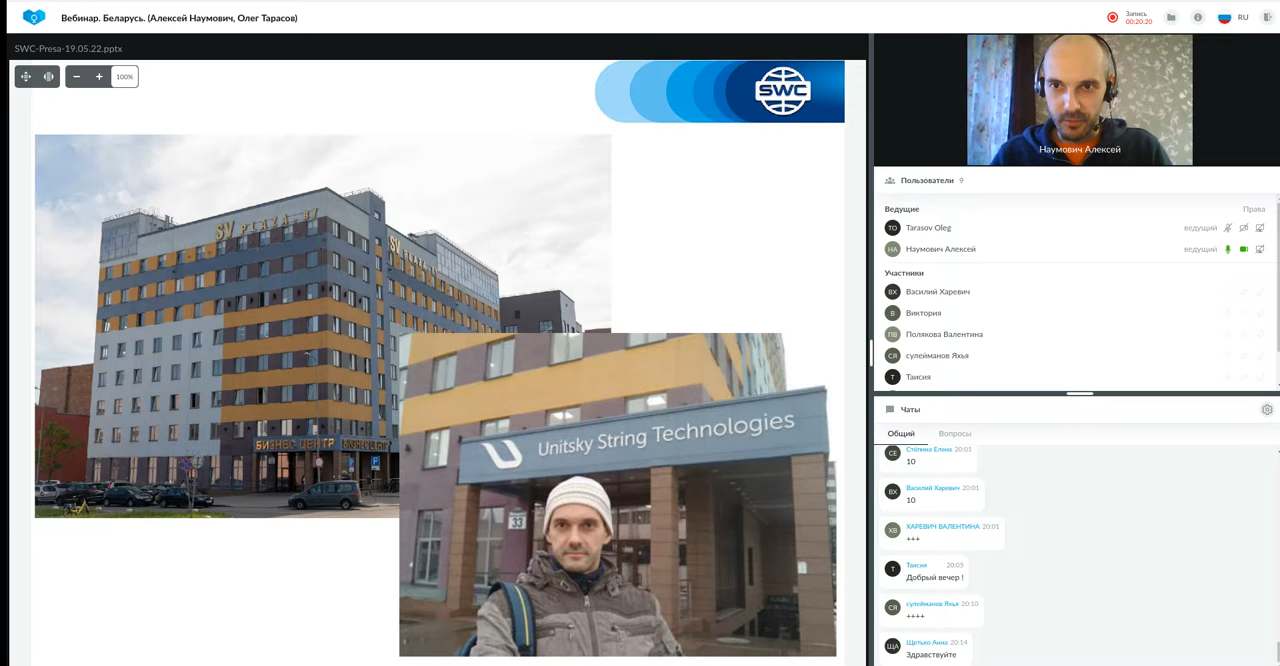 Вебинар. Беларусь. (Алексей Наумович, Олег Тарасов)
Запись
00:20:20
RU
SWC-Presa-19.05.22.pptx
100%
SWC
SV PLAZA.BY
SV PLAZA
БИЗНЕС ЦЕНТР
Unitsky String Technologies
33
Наумович Алексей
Пользователи 9
Ведущие Права
TO Tarasov Oleg ведущий
НА Наумович Алексей ведущий
Участники
ВХ Василий Харевич
В Виктория
ПВ Полякова Валентина
СЯ сулейманов Яхья
Т Таисия
Чаты
Общий Вопросы
СЕ Стёпина Елена 20:01
10
ВХ Василий Харевич 20:01
10
ХВ ХАРЕВИЧ ВАЛЕНТИНА 20:01
+++
Т Таисия 20:05
Добрый вечер !
СЯ сулейманов Яхья 20:10
++++
ЩА Щетько Анна 20:14
Здравствуйте